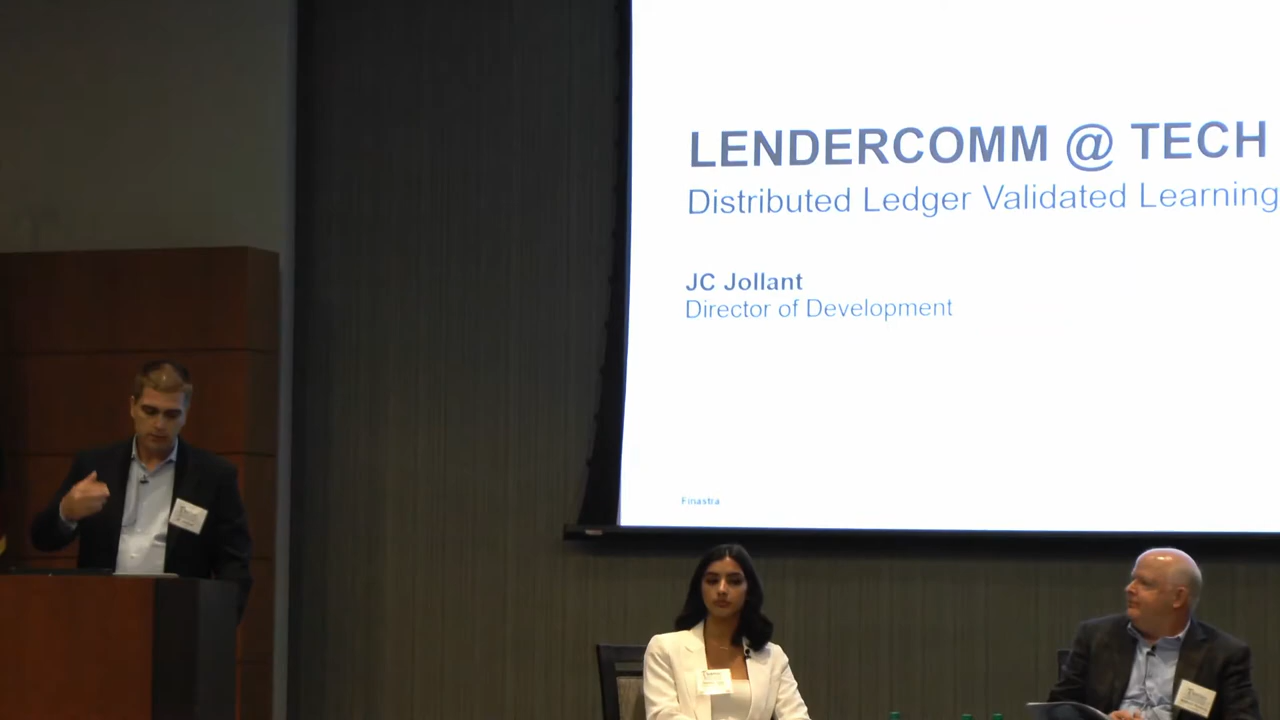 LENDERCOMM @ TECH
Distributed Ledger Validated Learning
JC Jollant
Director of Development
Finastra